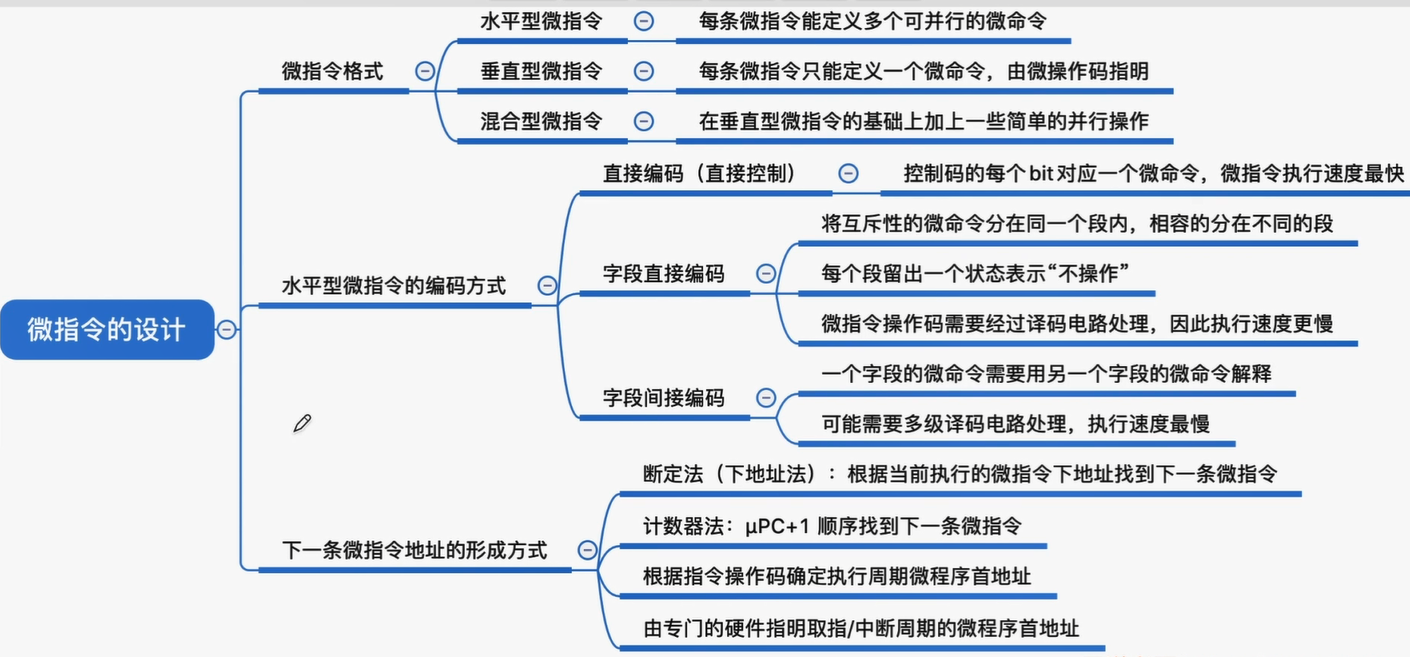 微指令的设计
微指令格式
水平型微指令
每条微指令能定义多个可并行的微命令
垂直型微指令
每条微指令只能定义一个微命令，由微操作码指明
混合型微指令
在垂直型微指令的基础上加上一些简单的并行操作
水平型微指令的编码方式
直接编码（直接控制）
控制码的每个bit对应一个微命令，微指令执行速度最快
字段直接编码
将互斥性的微命令分在同一个段内，相容的分在不同的段
每个段留出一个状态表示“不操作”
微指令操作码需要经过译码电路处理，因此执行速度更慢
字段间接编码
一个字段的微命令需要用另一个字段的微命令解释
可能需要多级译码电路处理，执行速度最慢
下一条微指令地址的形成方式
断定法（下地址法）：根据当前执行的微指令下地址找到下一条微指令
计数器法：μPC+1 顺序找到下一条微指令
根据指令操作码确定执行周期微程序首地址
由专门的硬件指明取指/中断周期的微程序首地址